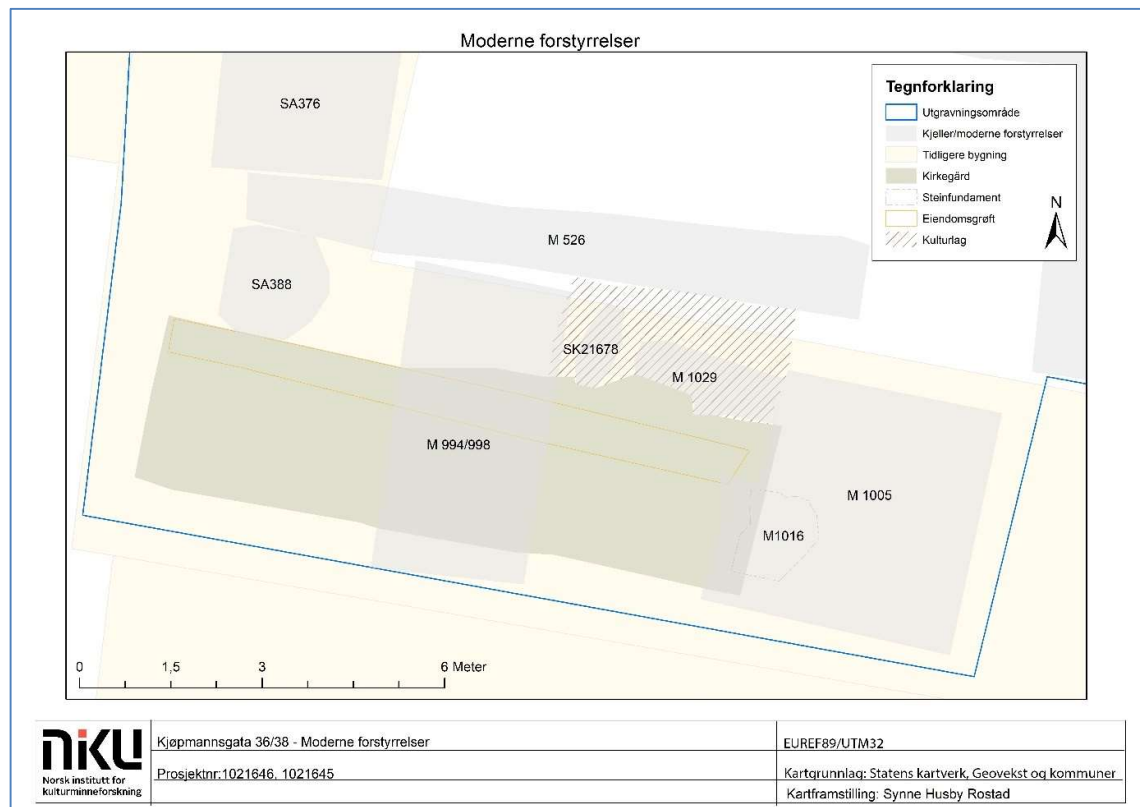 Moderne forstyrrelser
SA376
M 526
SA388
SK21678
M 1029
M 994/998
M 1005
M1016
Tegnforklaring
Utgravningsområde
Kjeller/moderne forstyrrelser
Tidligere bygning
Kirkegård
Steinfundament
Eiendomsgrøft
Kulturlag
N
0 1,5 3 6 Meter
NIKU
Norsk institutt for
kulturminneforskning
Kjøpmannsgata 36/38 - Moderne forstyrrelser
Prosjektnr:1021646, 1021645
EUREF89/UTM32
Kartgrunnlag: Statens kartverk, Geovekst og kommuner
Kartframstilling: Synne Husby Rostad